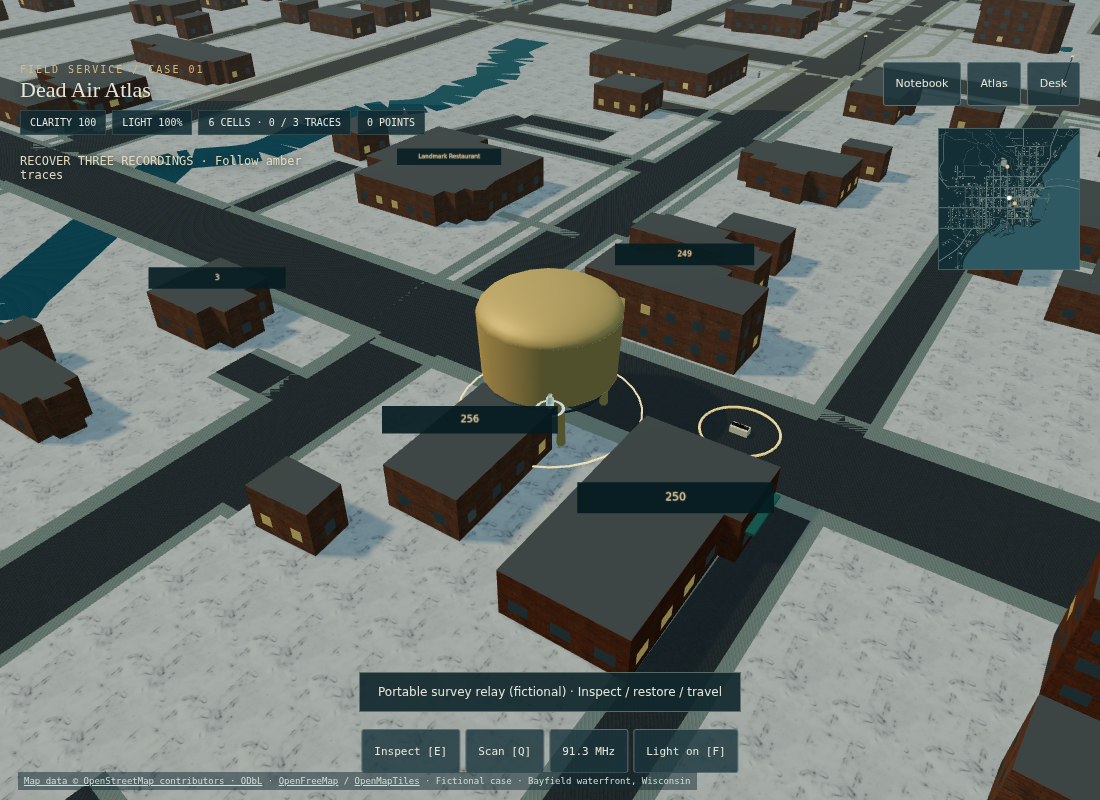 FIELD SERVICE / CASE 01
Dead Air Atlas
CLARITY 100
LIGHT 100%
6 CELLS · 0 / 3 TRACES
0 POINTS
RECOVER THREE RECORDINGS · Follow amber
traces
Notebook
Atlas
Desk
Landmark Restaurant
249
3
256
250
Portable survey relay (fictional) · Inspect / restore / travel
Inspect [E]
Scan [Q]
91.3 MHz
Light on [F]
Map data © OpenStreetMap contributors · ODbL · OpenFreeMap / OpenMapTiles · Fictional case · Bayfield waterfront, Wisconsin